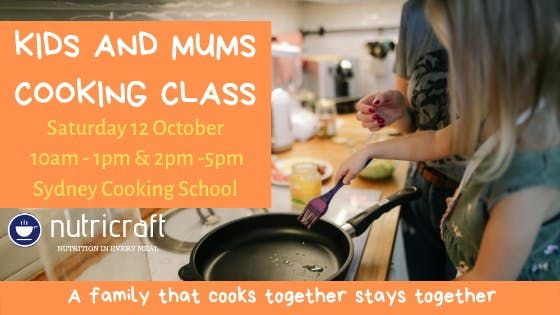 KIDS AND MUMS
COOKING CLASS
Saturday 12 October
10am - 1pm & 2pm -5pm
Sydney Cooking School
nutricraft
NUTRITION IN EVERY MEAL
A family that cooks together stays together